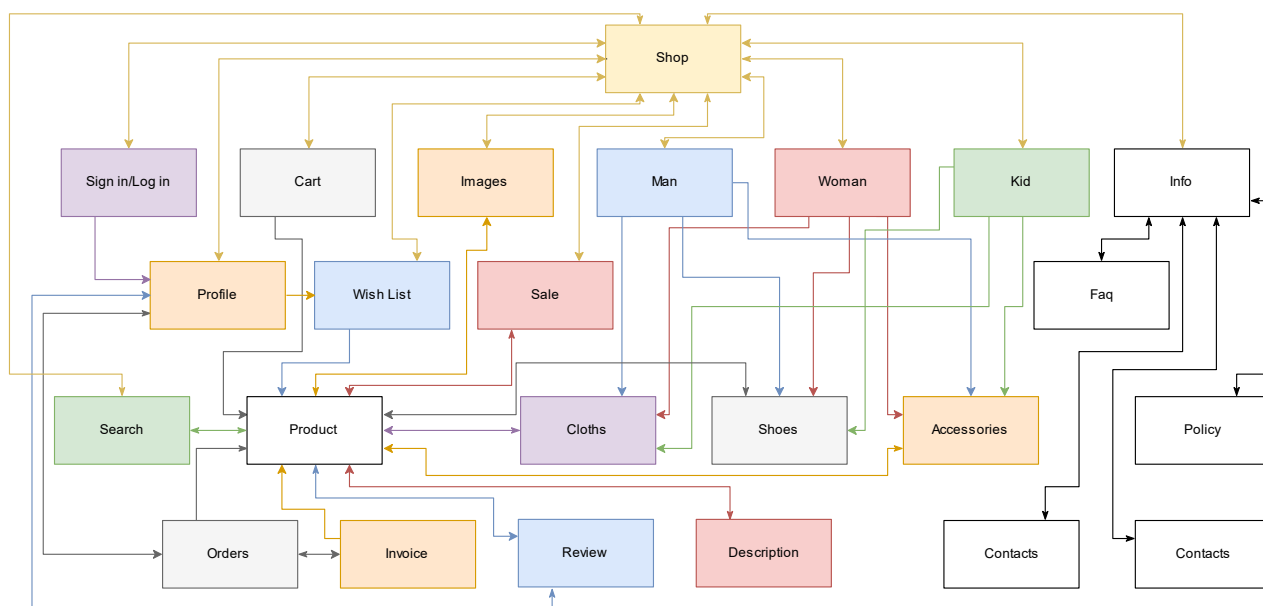 Shop
Sign in/Log in
Cart
Images
Man
Woman
Kid
Info
Profile
Wish List
Sale
Faq
Search
Product
Cloths
Shoes
Accessories
Policy
Orders
Invoice
Review
Description
Contacts
Contacts